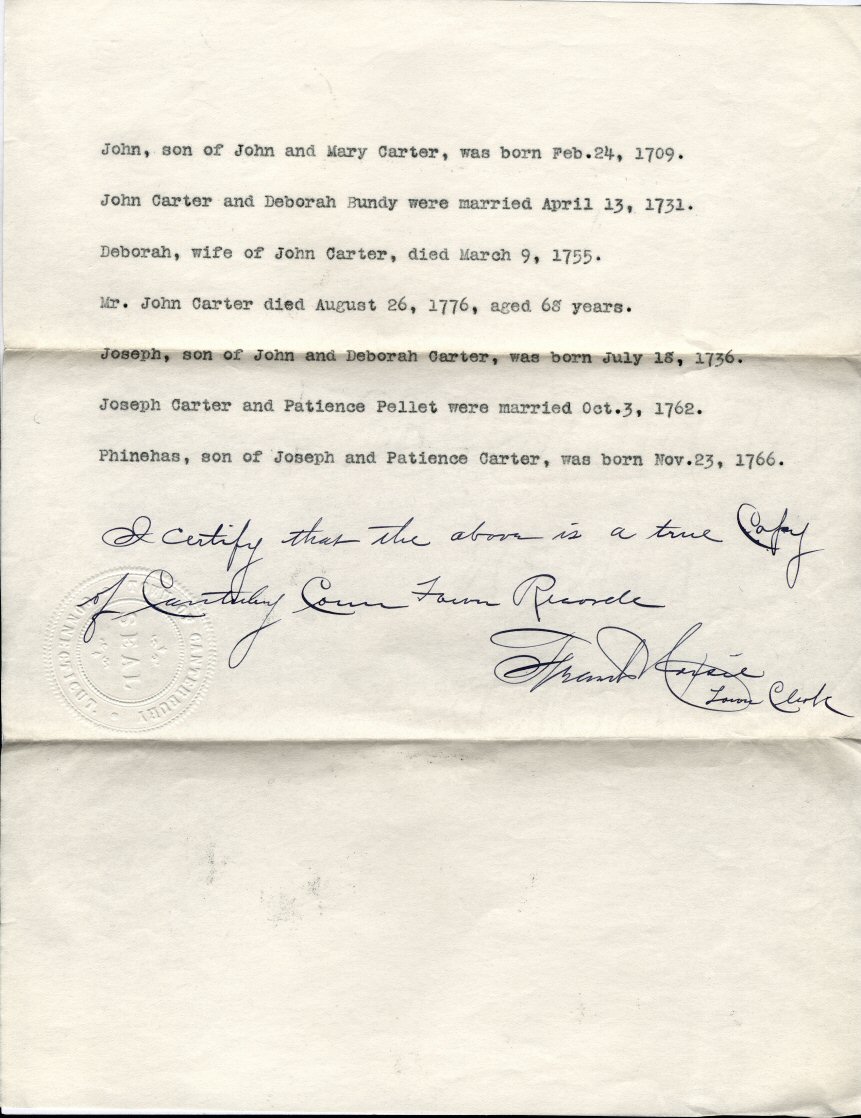 John, son of John and Mary Carter, was born Feb.24, 1709.
John Carter and Deborah Bundy were married April 13, 1731.
Deborah, wife of John Carter, died March 9, 1755.
Mr. John Carter died August 26, 1776, aged 68 years.
Joseph, son of John and Deborah Carter, was born July 18, 1736.
Joseph Carter and Patience Pellet were married Oct.3, 1762.
Phinehas, son of Joseph and Patience Carter, was born Nov.23, 1766.
I certify that the above is a true Copy
of Canterbury Conn Town Records
Frank
Town Clerk
CANTERBURY
CONNECTICUT.
SEAL